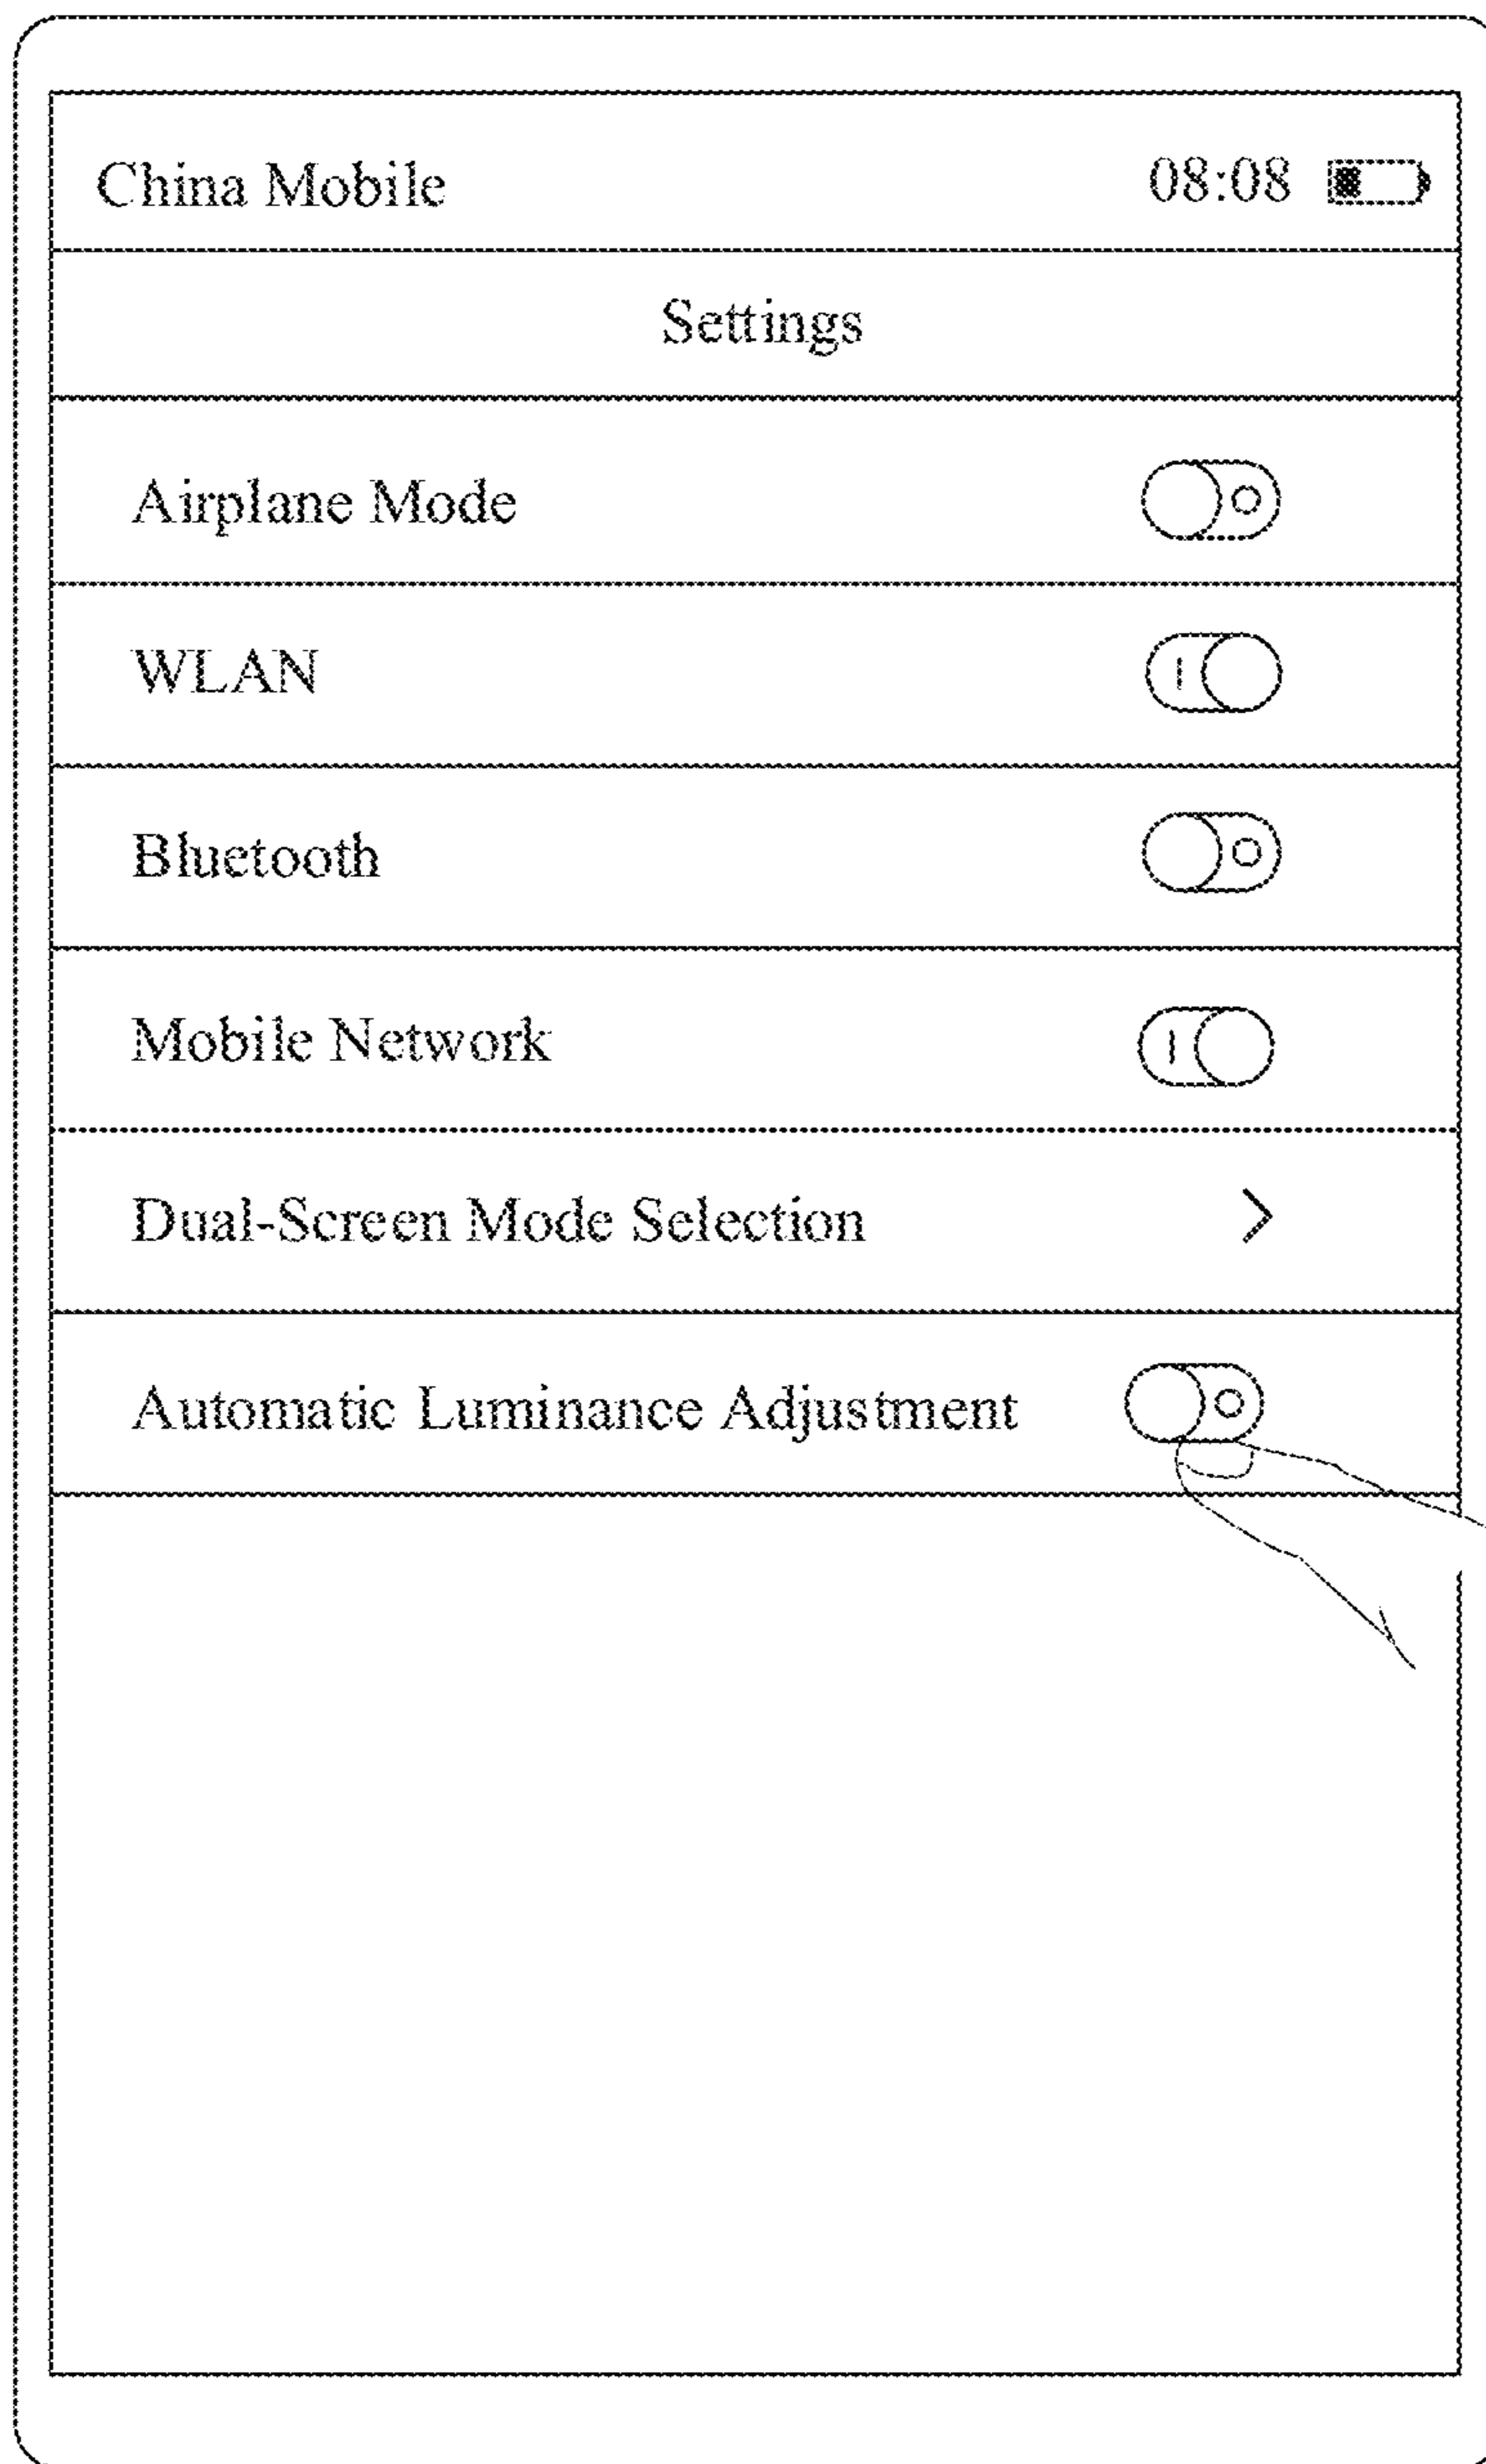 China Mobile 08:08
Settings
Airplane Mode
WLAN
Bluetooth
Mobile Network
Dual-Screen Mode Selection
Automatic Luminance Adjustment